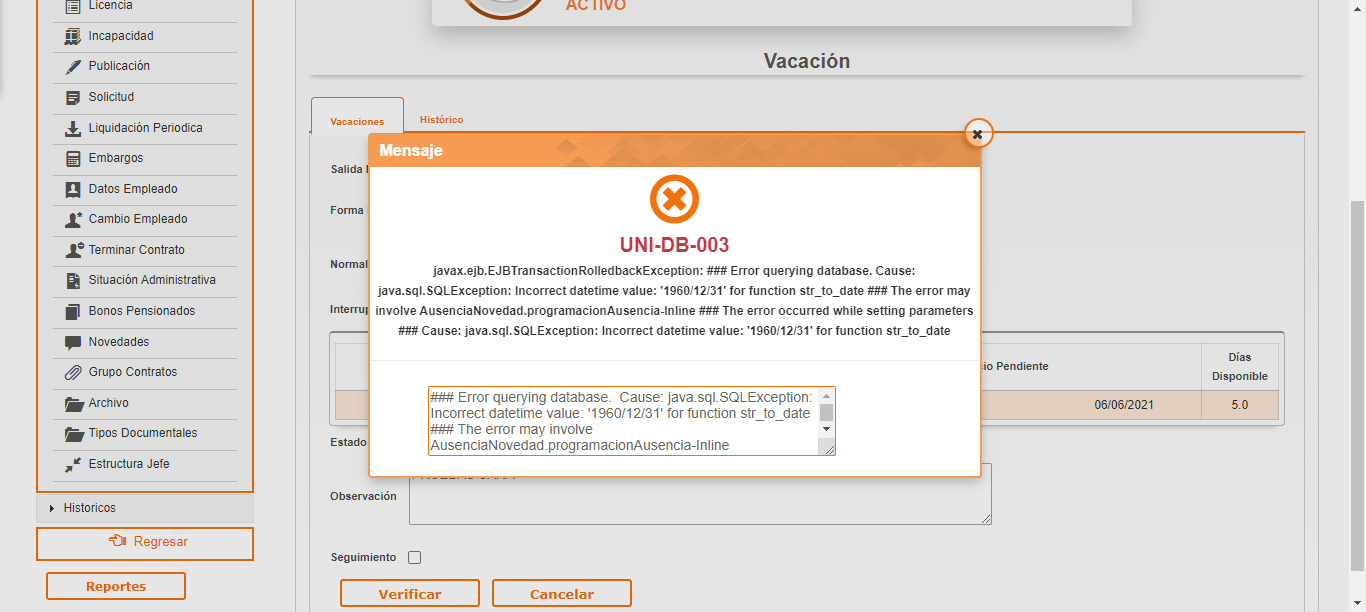 Licencia
Incapacidad
Publicación
Solicitud
Liquidación Periodica
Embargos
Datos Empleado
Cambio Empleado
Terminar Contrato
Situación Administrativa
Bonos Pensionados
Novedades
Grupo Contratos
Archivo
Tipos Documentales
Estructura Jefe
Historicos
Regresar
Reportes
ACTIVO
Vacación
Vacaciones
Histórico
Salida
Forma
Normal
Mensaje
UNI-DB-003
javax.ejb.EJBTransactionRolledbackException: ### Error querying database. Cause:
java.sql.SQLException: Incorrect datetime value: '1960/12/31' for function str_to_date ### The error may
involve AusenciaNovedad.programacionAusencia-Inline ### The error occurred while setting parameters
### Cause: java.sql.SQLException: Incorrect datetime value: '1960/12/31' for function str_to_date
### Error querying database.  Cause: java.sql.SQLException:
Incorrect datetime value: '1960/12/31' for function str_to_date
### The error may involve
AusenciaNovedad.programacionAusencia-Inline
Pendiente
Días
Disponible
06/06/2021
5.0
Estado
Observación
Seguimiento
Verificar
Cancelar